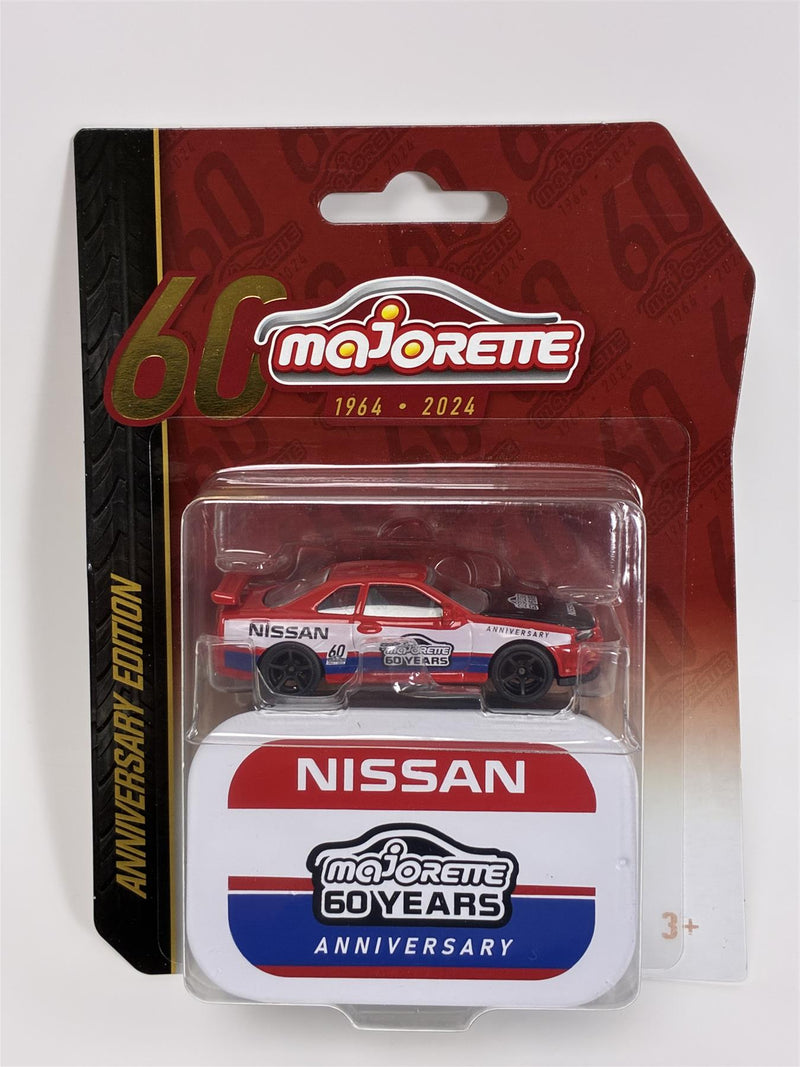 60
majorette
1964 • 2024
ANNIVERSARY EDITION
NISSAN
60
majorette
60 YEARS
ANNIVERSARY
NISSAN
majorette
60 YEARS
ANNIVERSARY
3+